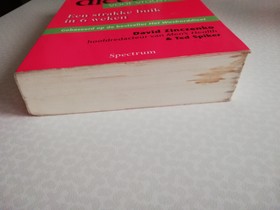 Een strakke buik
in 6 weken
Gebaseerd op de bestseller Het Mannendieet
David Zinczenko
hoofdredacteur van Men's Health
& Ted Spiker
Spectrum